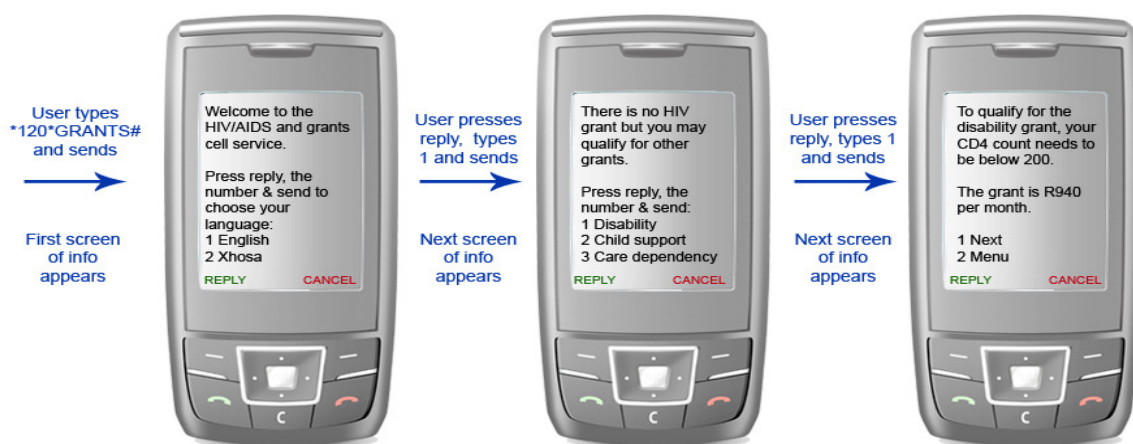 User types
*120*GRANTS#
and sends
First screen
of info
appears
Welcome to the
HIV/AIDS and grants
cell service.
Press reply, the
number & send to
choose your
language:
1 English
2 Xhosa
REPLY CANCEL
C
User presses
reply, types
1 and sends
Next screen
of info
appears
There is no HIV
grant but you may
qualify for other
grants.
Press reply, the
number & send:
1 Disability
2 Child support
3 Care dependency
REPLY CANCEL
C
User presses
reply, types 1
and sends
Next screen
of info
appears
To qualify for the
disability grant, your
CD4 count needs to
be below 200.
The grant is R940
per month.
1 Next
2 Menu
REPLY CANCEL
C